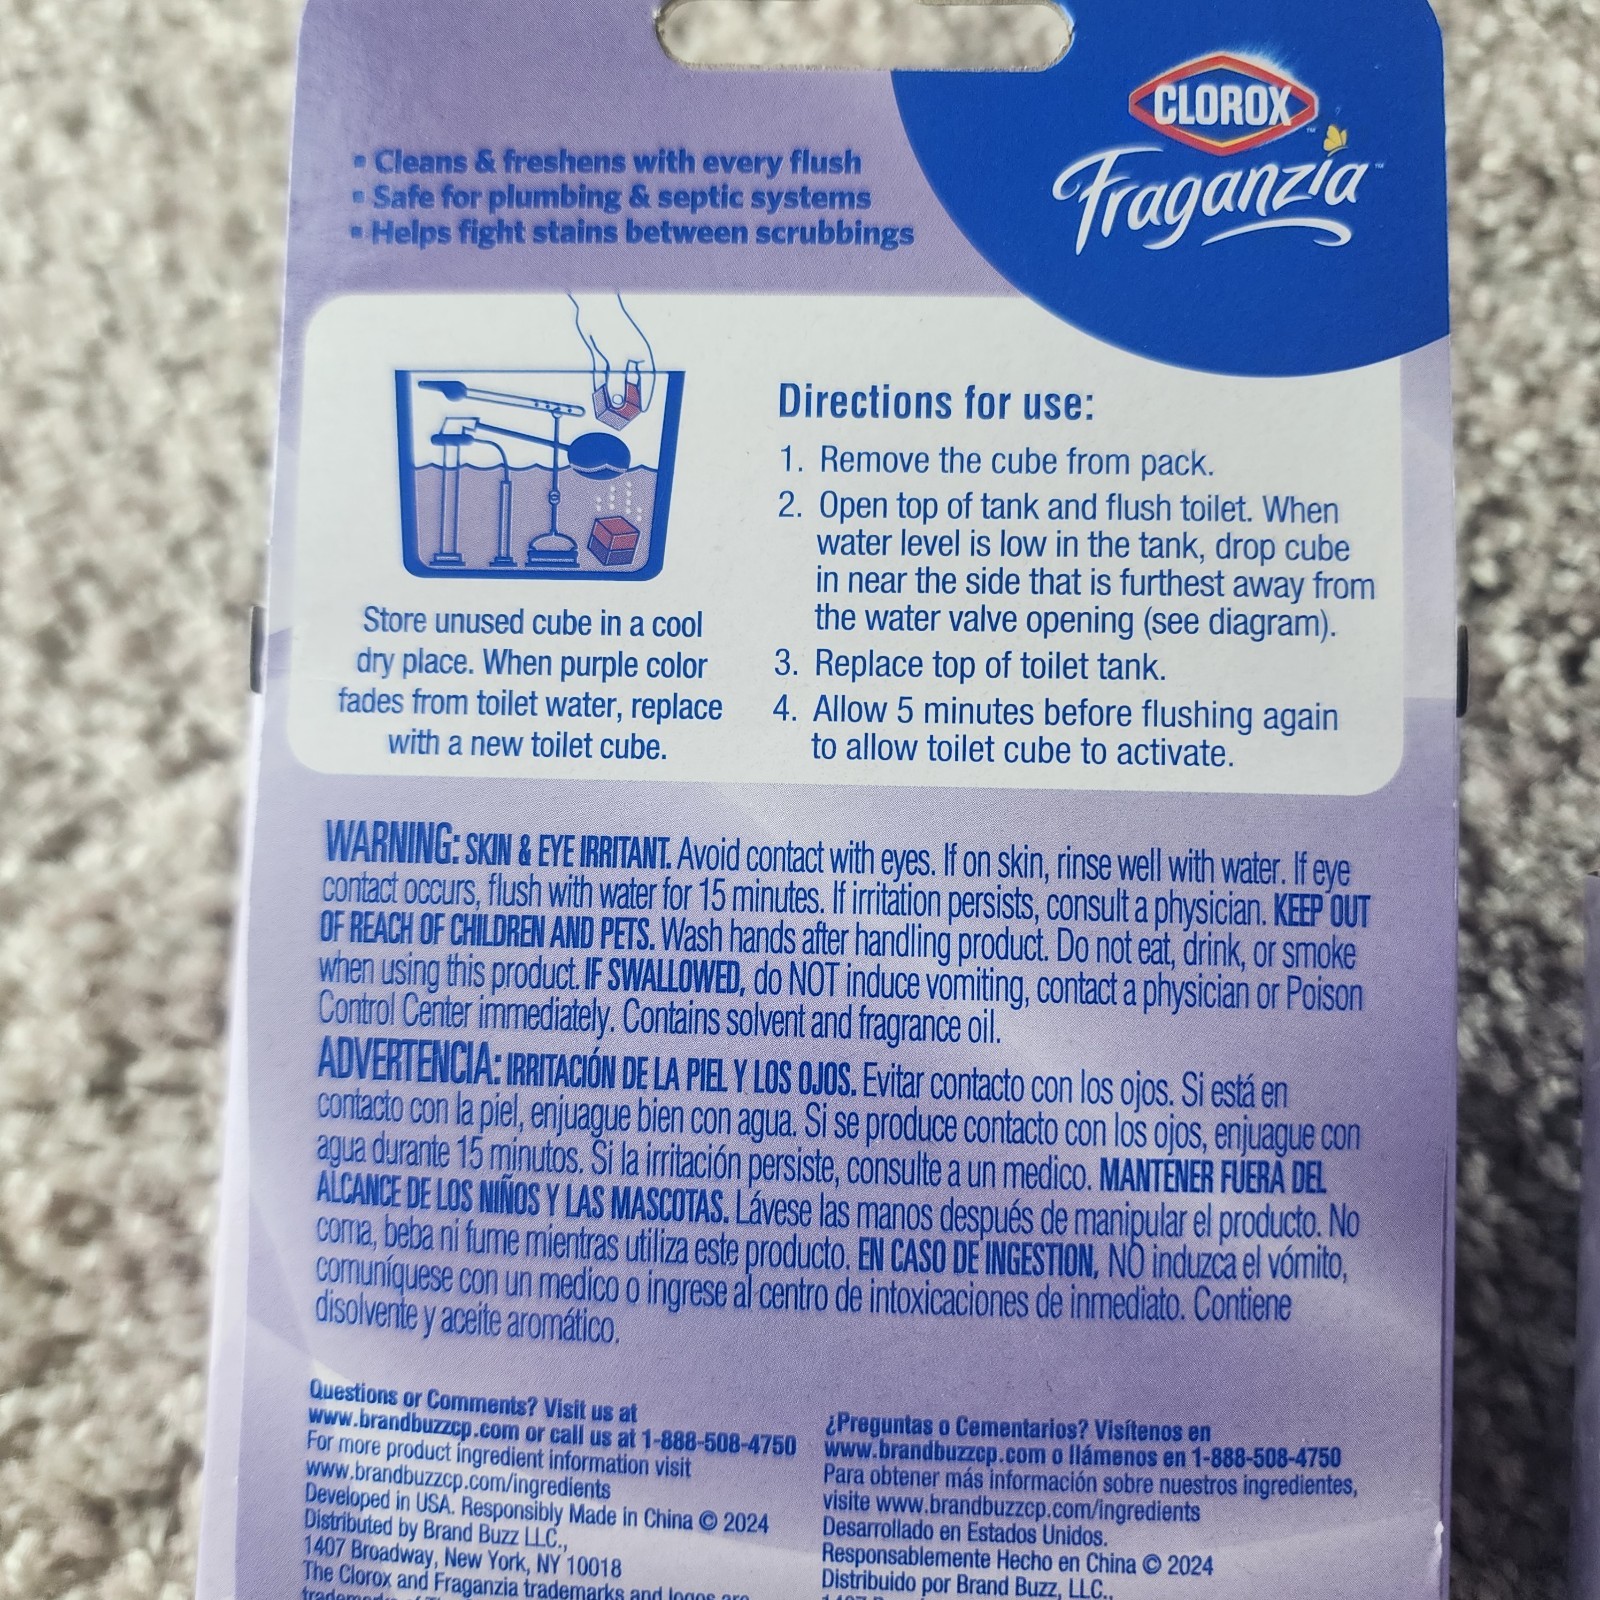 CLOROX™
Fraganzia™
▪ Cleans & freshens with every flush
▪ Safe for plumbing & septic systems
▪ Helps fight stains between scrubbings
Store unused cube in a cool
dry place. When purple color
fades from toilet water, replace
with a new toilet cube.
Directions for use:
1. Remove the cube from pack.
2. Open top of tank and flush toilet. When
water level is low in the tank, drop cube
in near the side that is furthest away from
the water valve opening (see diagram).
3. Replace top of toilet tank.
4. Allow 5 minutes before flushing again
to allow toilet cube to activate.
WARNING: SKIN & EYE IRRITANT. Avoid contact with eyes. If on skin, rinse well with water. If eye
contact occurs, flush with water for 15 minutes. If irritation persists, consult a physician. KEEP OUT
OF REACH OF CHILDREN AND PETS. Wash hands after handling product. Do not eat, drink, or smoke
when using this product. IF SWALLOWED, do NOT induce vomiting, contact a physician or Poison
Control Center immediately. Contains solvent and fragrance oil.
ADVERTENCIA: IRRITACIÓN DE LA PIEL Y LOS OJOS. Evitar contacto con los ojos. Si está en
contacto con la piel, enjuague bien con agua. Si se produce contacto con los ojos, enjuague con
agua durante 15 minutos. Si la irritación persiste, consulte a un medico. MANTENER FUERA DEL
ALCANCE DE LOS NIÑOS Y LAS MASCOTAS. Lávese las manos después de manipular el producto. No
coma, beba ni fume mientras utiliza este producto. EN CASO DE INGESTION, NO induzca el vómito,
comuníquese con un medico o ingrese al centro de intoxicaciones de inmediato. Contiene
disolvente y aceite aromático.
Questions or Comments? Visit us at
www.brandbuzzcp.com or call us at 1-888-508-4750
For more product ingredient information visit
www.brandbuzzcp.com/ingredients
Developed in USA. Responsibly Made in China © 2024
Distributed by Brand Buzz LLC.,
1407 Broadway, New York, NY 10018
The Clorox and Fraganzia trademarks and logos are
¿Preguntas o Cementarios? Visítenos en
www.brandbuzzcp.com o llámenos en 1-888-508-4750
Para obtener más información sobre nuestros ingredientes,
visite www.brandbuzzcp.com/ingredients
Desarrollado en Estados Unidos.
Responsablemente Hecho en China © 2024
Distribuido por Brand Buzz, LLC.,